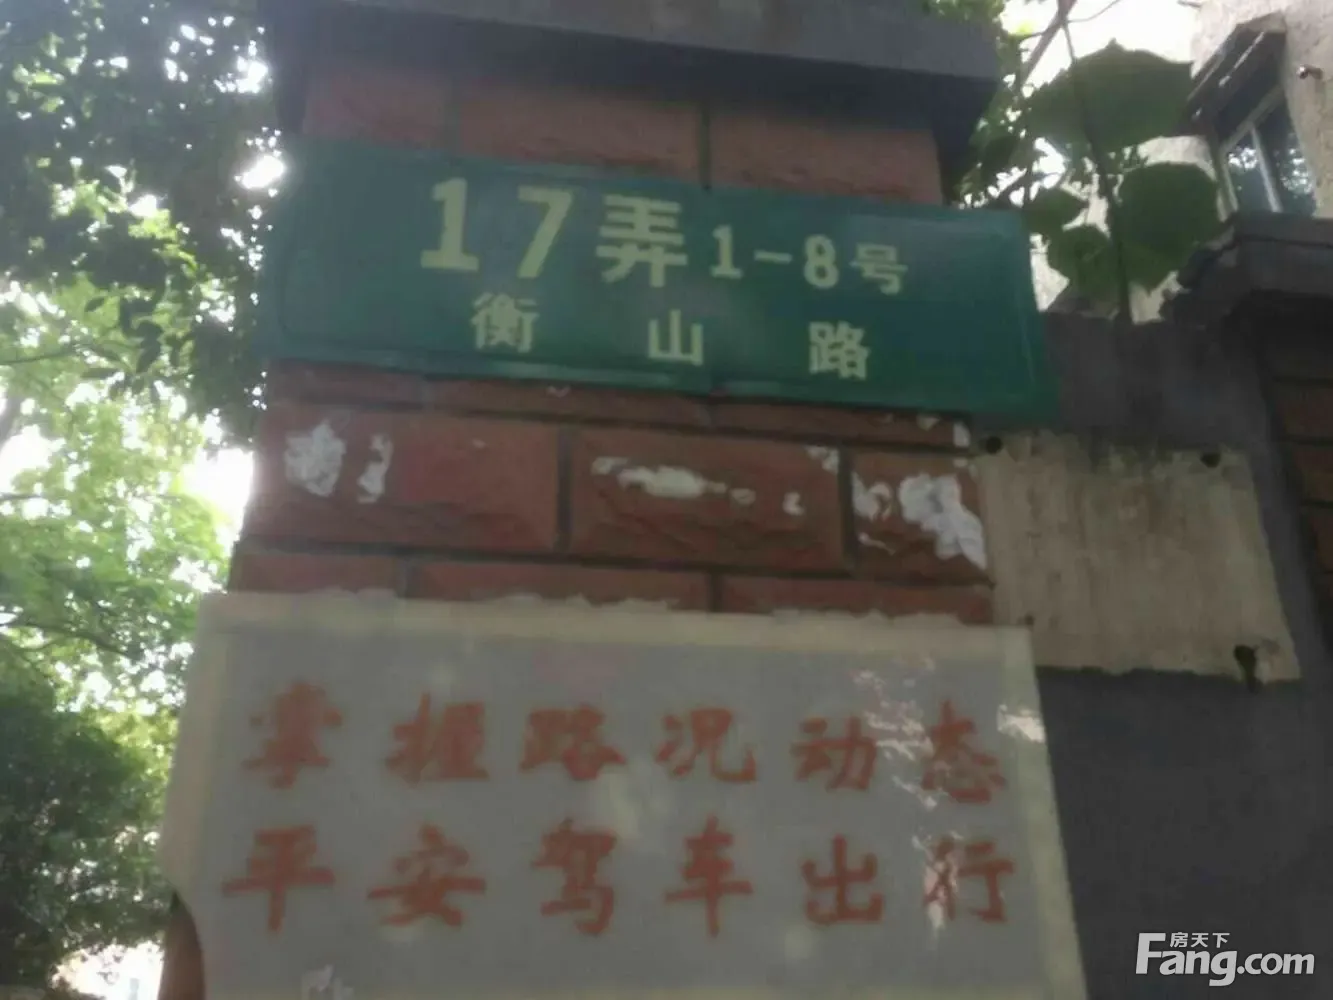 17弄 1-8号
衡山路
掌握路况动态
平安驾车出行
房天下
Fang.com